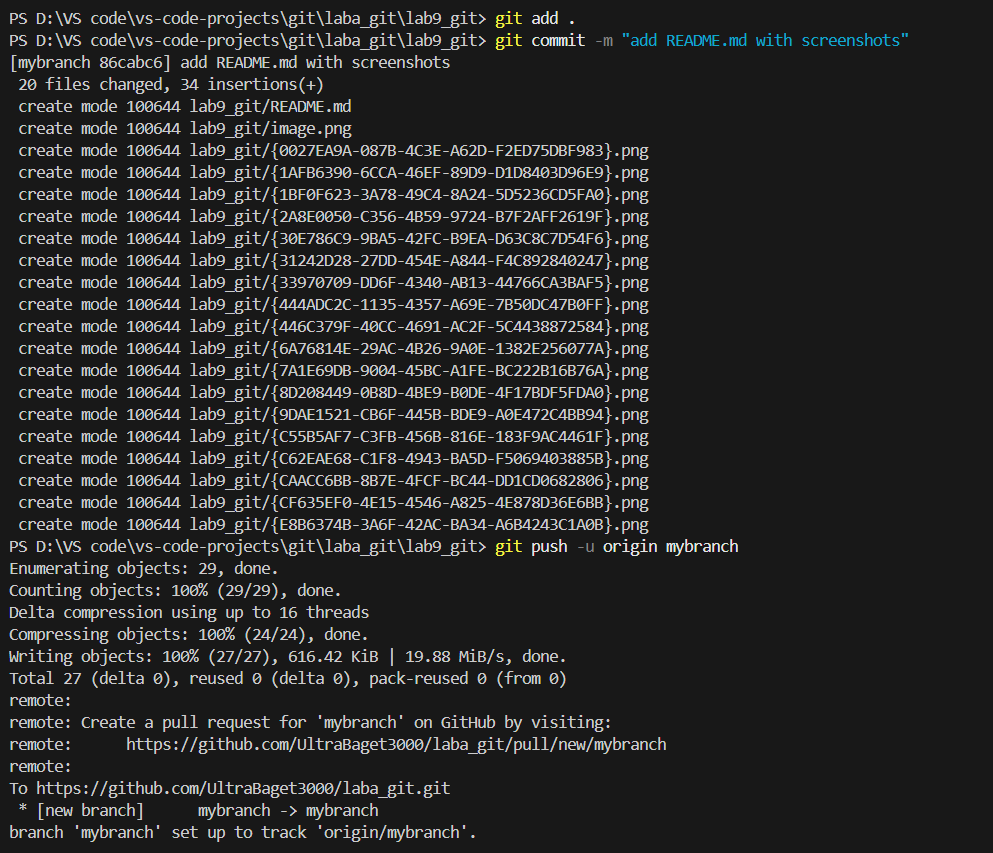 PS D:\VS code\vs-code-projects\git\laba_git\lab9_git> git add .
PS D:\VS code\vs-code-projects\git\laba_git\lab9_git> git commit -m "add README.md with screenshots"
[mybranch 86cabc6] add README.md with screenshots
 20 files changed, 34 insertions(+)
 create mode 100644 lab9_git/README.md
 create mode 100644 lab9_git/image.png
 create mode 100644 lab9_git/{0027EA9A-087B-4C3E-A62D-F2ED75DBF983}.png
 create mode 100644 lab9_git/{1AFB6390-6CCA-46EF-89D9-D1D8403D96E9}.png
 create mode 100644 lab9_git/{1BF0F623-3A78-49C4-8A24-5D5236CD5FA0}.png
 create mode 100644 lab9_git/{2A8E0050-C356-4B59-9724-B7F2AFF2619F}.png
 create mode 100644 lab9_git/{30E786C9-9BA5-42FC-B9EA-D63C8C7D54F6}.png
 create mode 100644 lab9_git/{31242D28-27DD-454E-A844-F4C892840247}.png
 create mode 100644 lab9_git/{33970709-DD6F-4340-AB13-44766CA3BAF5}.png
 create mode 100644 lab9_git/{444ADC2C-1135-4357-A69E-7B50DC47B0FF}.png
 create mode 100644 lab9_git/{446C379F-40CC-4691-AC2F-5C4438872584}.png
 create mode 100644 lab9_git/{6A76814E-29AC-4B26-9A0E-1382E256077A}.png
 create mode 100644 lab9_git/{7A1E69DB-9004-45BC-A1FE-BC222B16B76A}.png
 create mode 100644 lab9_git/{8D208449-0B8D-4BE9-B0DE-4F17BDF5FDA0}.png
 create mode 100644 lab9_git/{9DAE1521-CB6F-445B-BDE9-A0E472C4BB94}.png
 create mode 100644 lab9_git/{C55B5AF7-C3FB-456B-816E-183F9AC4461F}.png
 create mode 100644 lab9_git/{C62EAE68-C1F8-4943-BA5D-F5069403885B}.png
 create mode 100644 lab9_git/{CAACC6BB-8B7E-4FCF-BC44-DD1CD0682806}.png
 create mode 100644 lab9_git/{CF635EF0-4E15-4546-A825-4E878D36E6BB}.png
 create mode 100644 lab9_git/{E8B6374B-3A6F-42AC-BA34-A6B4243C1A0B}.png
PS D:\VS code\vs-code-projects\git\laba_git\lab9_git> git push -u origin mybranch
Enumerating objects: 29, done.
Counting objects: 100% (29/29), done.
Delta compression using up to 16 threads
Compressing objects: 100% (24/24), done.
Writing objects: 100% (27/27), 616.42 KiB | 19.88 MiB/s, done.
Total 27 (delta 0), reused 0 (delta 0), pack-reused 0 (from 0)
remote:
remote: Create a pull request for 'mybranch' on GitHub by visiting:
remote:      https://github.com/UltraBaget3000/laba_git/pull/new/mybranch
remote:
To https://github.com/UltraBaget3000/laba_git.git
 * [new branch]      mybranch -> mybranch
branch 'mybranch' set up to track 'origin/mybranch'.